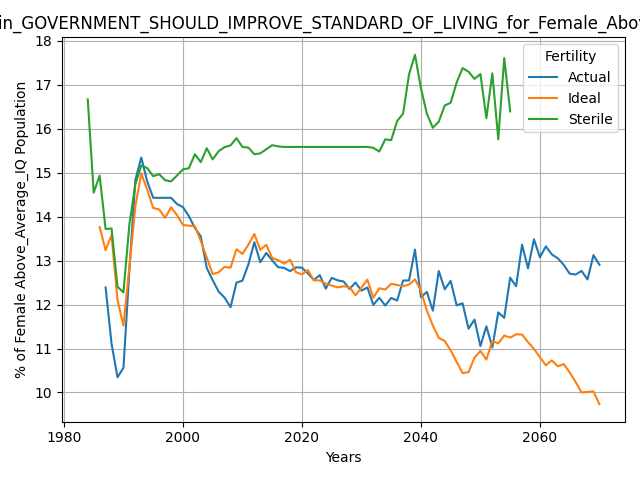 in_GOVERNMENT_SHOULD_IMPROVE_STANDARD_OF_LIVING_for_Female_Above
% of Female Above_Average_IQ Population
18
17
16
15
14
13
12
11
10
1980
2000
2020
2040
2060
Years
Fertility
Actual
Ideal
Sterile